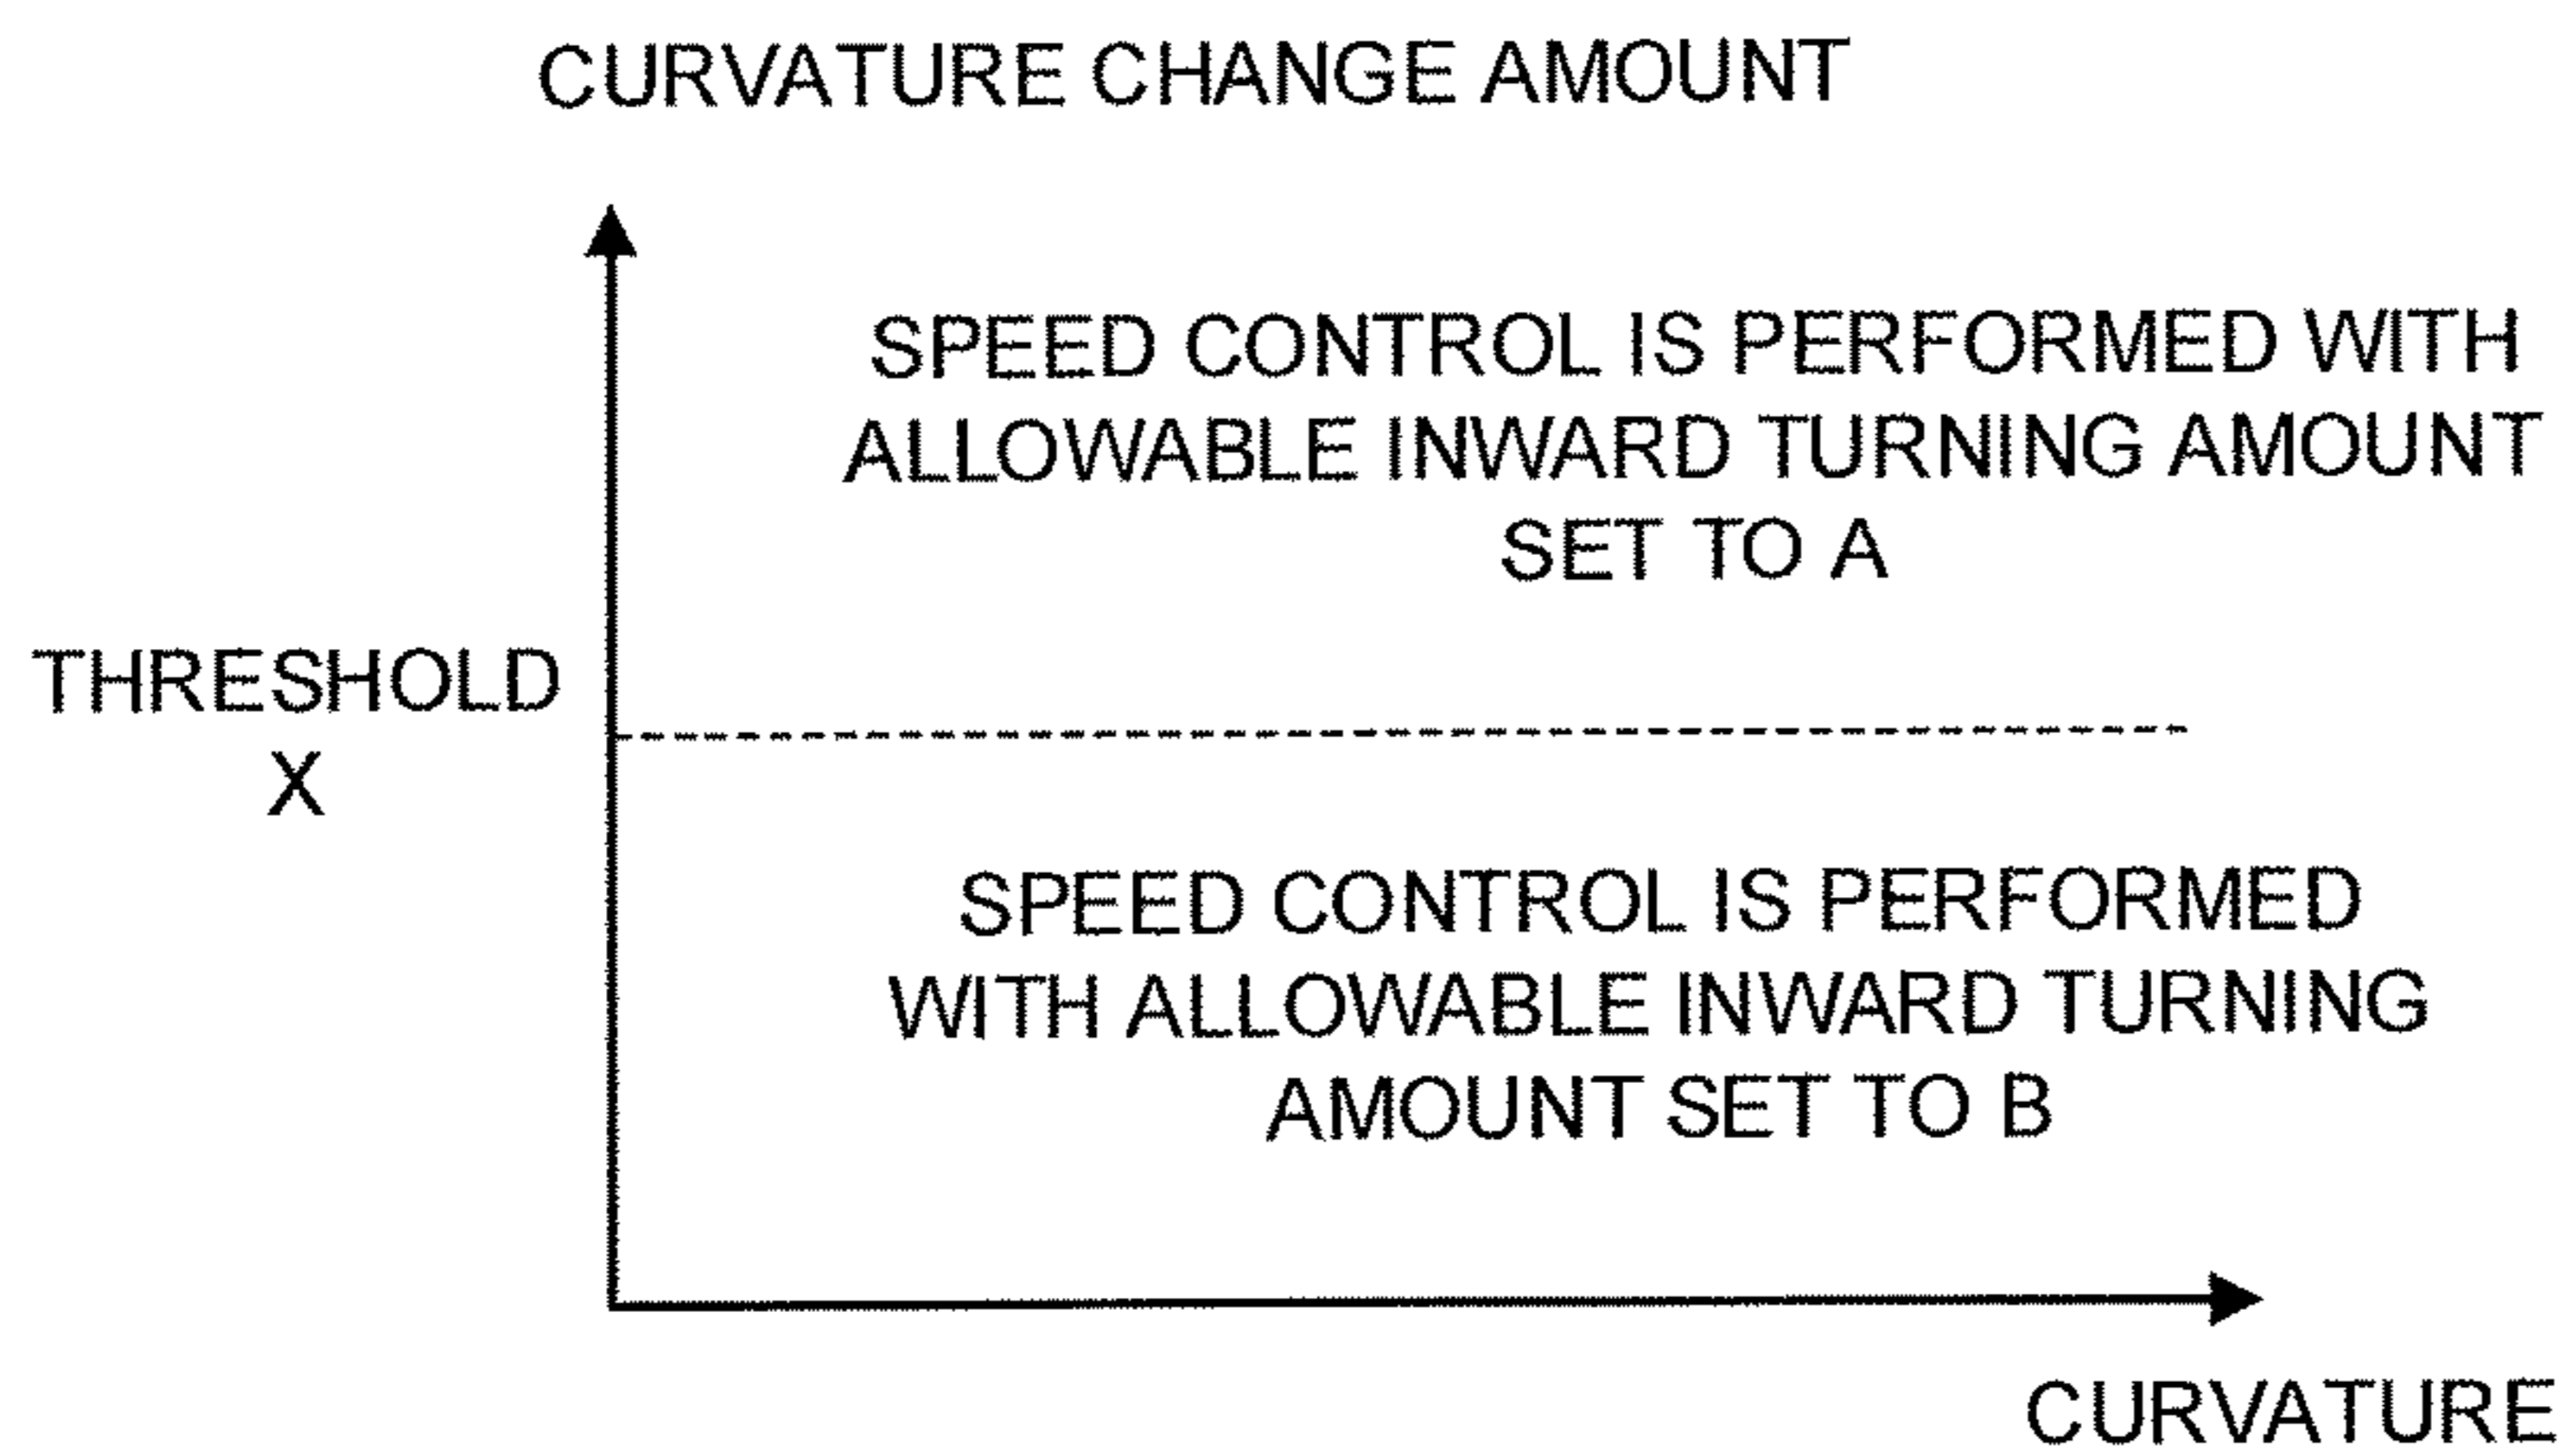 CURVATURE CHANGE AMOUNT
SPEED CONTROL IS PERFORMED WITH
ALLOWABLE INWARD TURNING AMOUNT
SET TO A
THRESHOLD
X
SPEED CONTROL IS PERFORMED
WITH ALLOWABLE INWARD TURNING
AMOUNT SET TO B
CURVATURE